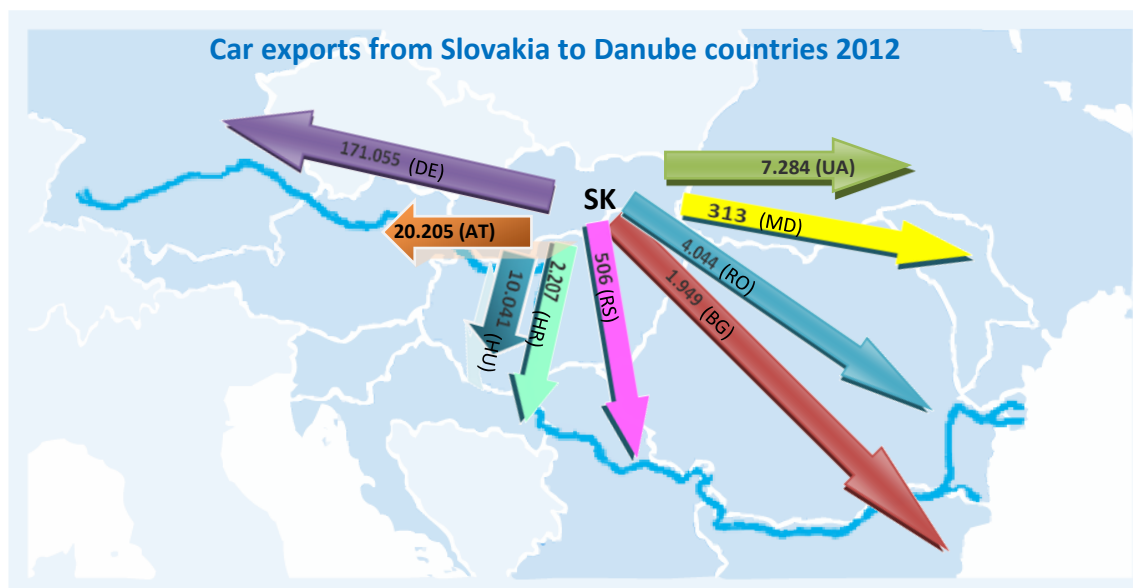 Car exports from Slovakia to Danube countries 2012
171.055 (DE)
7.284 (UA)
SK
313 (MD)
20.205 (AT)
4.044 (RO)
10.041 (HU)
2.207 (HR)
506 (RS)
1.949 (BG)